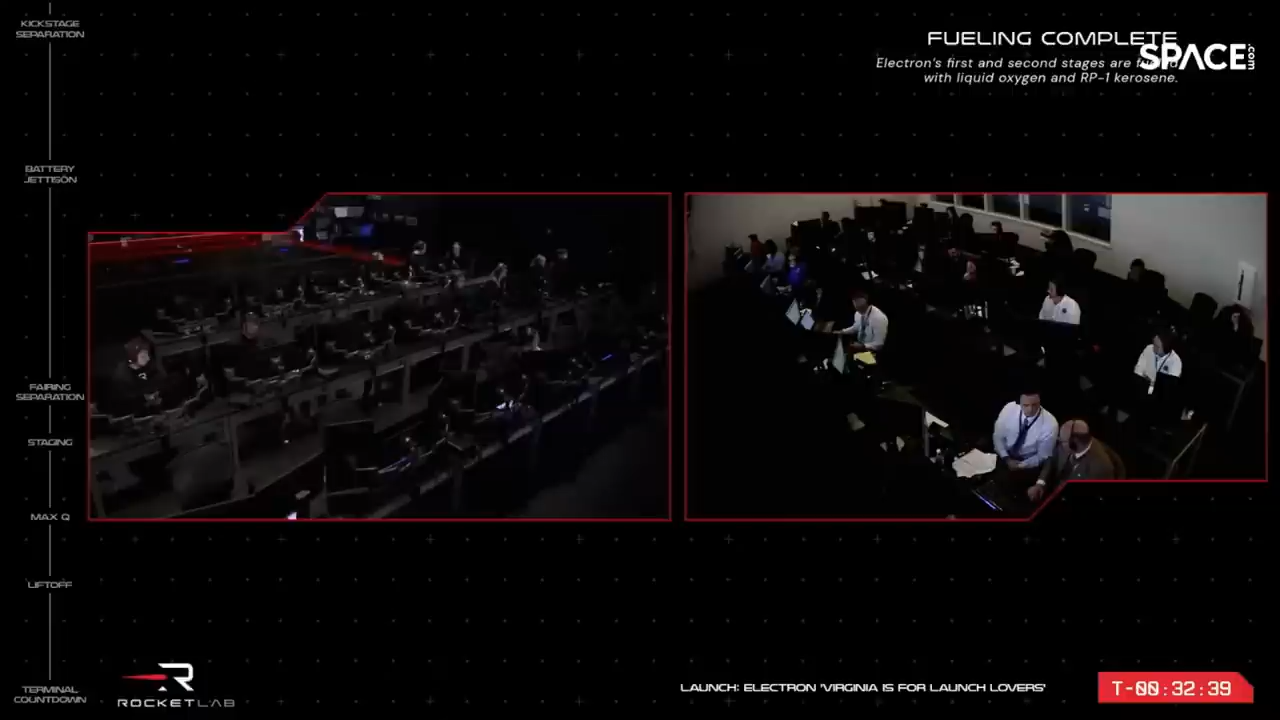 KICKSTAGE
SEPARATION
FUELING COMPLETE
SPACE.com
Electron's first and second stages are
with liquid oxygen and RP-1 kerosene.
BATTERY
JETTISON
FAIRING
SEPARATION
STAGING
MAX Q
LIFTOFF
TERMINAL
COUNTDOWN
ROCKETLAB
LAUNCH: ELECTRON 'VIRGINIA IS FOR LAUNCH LOVERS'
T-00:32:39